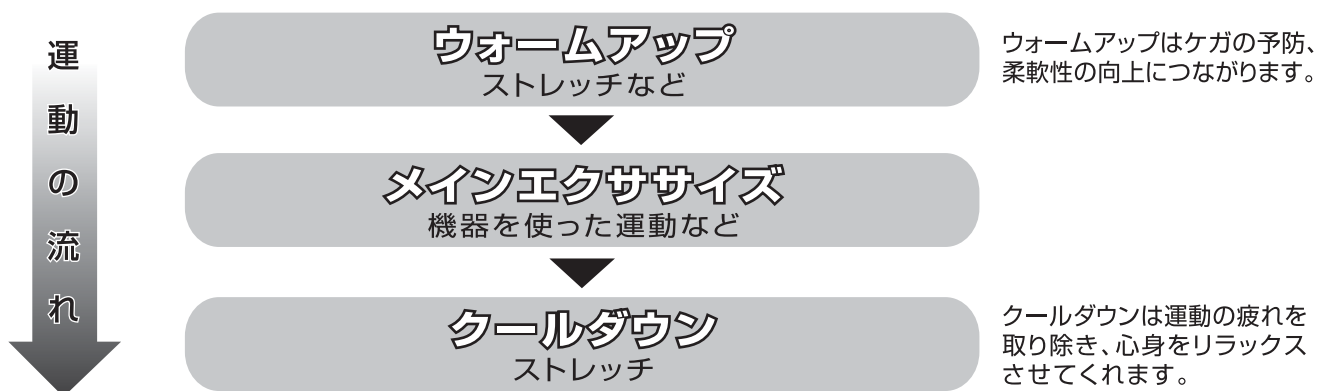 運動の流れ
ウォームアップ
ストレッチなど
ウォームアップはケガの予防、
柔軟性の向上につながります。
メインエクササイズ
機器を使った運動など
クールダウン
ストレッチ
クールダウンは運動の疲れを
取り除き、心身をリラックス
させてくれます。